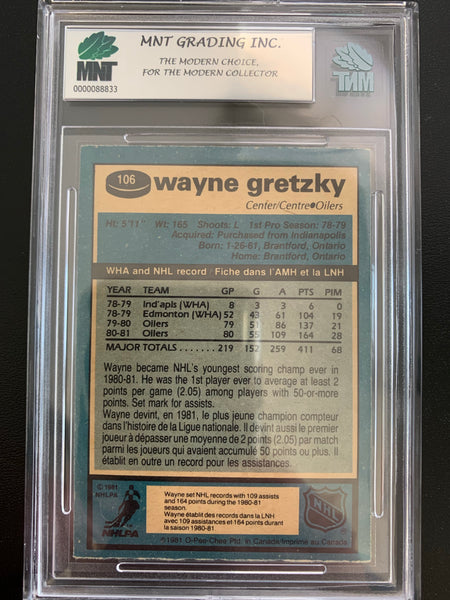 MNT GRADING INC.
THE MODERN CHOICE,
FOR THE MODERN COLLECTOR
MNT
0000088833
MNT
106
wayne gretzky
Center/Centre•Oilers
Ht: 5'11" Wt: 165 Shoots: L 1st Pro Season: 78-79
Acquired: Purchased from Indianapolis
Born: 1-26-61, Brantford, Ontario
Home: Brantford, Ontario
WHA and NHL record/Fiche dans l'AMH et la LNH
YEAR TEAM GP G A PTS PIM
78-79 Ind'apls (WHA) 8 3 3 6 0
78-79 Edmonton (WHA) 52 43 61 104 19
79-80 Oilers 79 51 86 137 21
80-81 Oilers 80 55 109 164 28
MAJOR TOTALS . . . . . . . 219 152 259 411 68
Wayne became NHL's youngest scoring champ ever in
1980-81. He was the 1st player ever to average at least 2
points per game (2.05) among players with 50-or-more
points. Set mark for assists.
Wayne devint, en 1981, le plus jeune champion compteur
dans l'histoire de la Ligue nationale. Il devint aussi le premier
joueur à dépasser une moyenne de 2 points (2.05) par match
parmi les joueurs qui avaient accumulé 50 points ou plus. Il
établit en outre un record pour les assistances.
© 1981
NHLPA
NHLPA
Wayne set NHL records with 109 assists
and 164 points during the 1980-81
season.
Wayne établit des records dans la LNH
avec 109 assistances et 164 points durant
la saison 1980-81.
NHL
©1981 O-Pee-Chee Ptd. in Canada/Imprimé au Canada